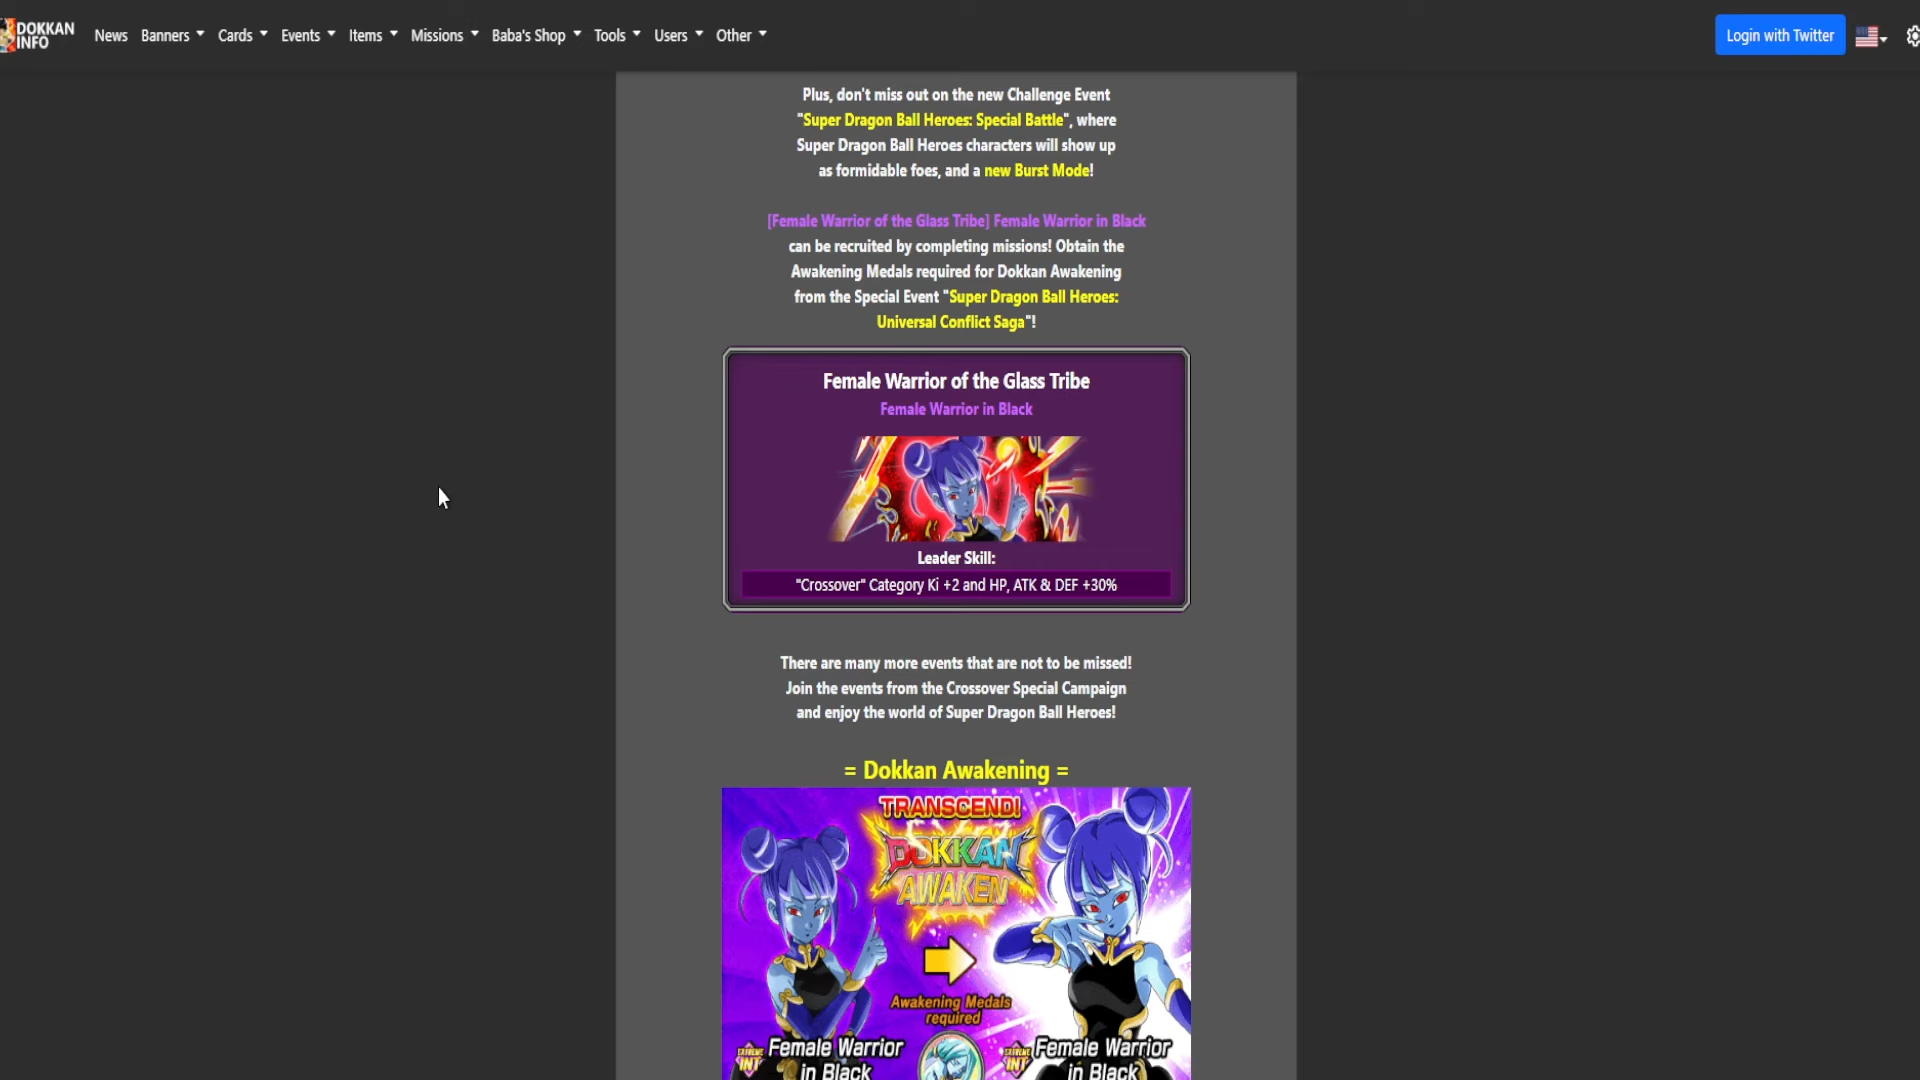 DOKKAN
INFO
News Banners Cards Events Items Missions Baba's Shop Tools Users Other
Login with Twitter
Plus, don't miss out on the new Challenge Event
"Super Dragon Ball Heroes: Special Battle", where
Super Dragon Ball Heroes characters will show up
as formidable foes, and a new Burst Mode!
[Female Warrior of the Glass Tribe] Female Warrior in Black
can be recruited by completing missions! Obtain the
Awakening Medals required for Dokkan Awakening
from the Special Event "Super Dragon Ball Heroes:
Universal Conflict Saga"!
Female Warrior of the Glass Tribe
Female Warrior in Black
Leader Skill:
"Crossover" Category Ki +2 and HP, ATK & DEF +30%
There are many more events that are not to be missed!
Join the events from the Crossover Special Campaign
and enjoy the world of Super Dragon Ball Heroes!
= Dokkan Awakening =
TRANSCEND!
DOKKAN
AWAKEN
Awakening Medals
required
EXTREME
INT
Female Warrior
in Black
EXTREME
INT
Female Warrior
in Black